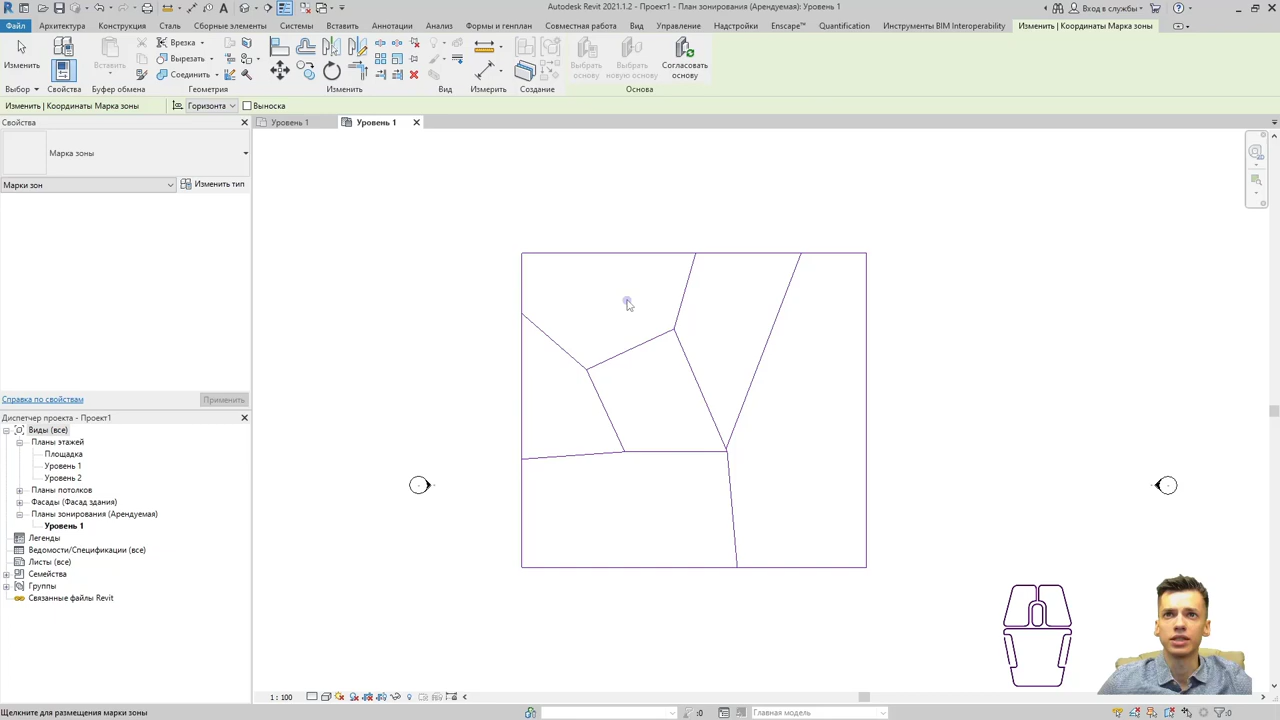 Autodesk Revit 2021.1.2 - Проект1 - План зонирования (Арендуемая): Уровень 1
Вход в службы
Файл Архитектура Конструкция Сталь Сборные элементы Системы Вставить Аннотации Анализ Формы и генплан Совместная работа Вид Управление Надстройки Enscape™ Quantification Инструменты BIM Interoperability Изменить | Координаты Марка зоны
Изменить
Вставить
Врезка
Вырезать
Соединить
Выбрать основу
Выбрать новую основу
Согласовать основу
Выбор Свойства Буфер обмена Геометрия Изменить Вид Измерить Создание Основа
Изменить | Координаты Марка зоны Горизонта Выноска
Свойства
Уровень 1
Уровень 1
Марка зоны
Марки зон
Изменить тип
Справка по свойствам
Применить
Диспетчер проекта - Проект1
Виды (все)
Планы этажей
Площадка
Уровень 1
Уровень 2
Планы потолков
Фасады (Фасад здания)
Планы зонирования (Арендуемая)
Уровень 1
Легенды
Ведомости/Спецификации (все)
Листы (все)
Семейства
Группы
Связанные файлы Revit
1 : 100
Щелкните для размещения марки зоны
:0
Главная модель
:0